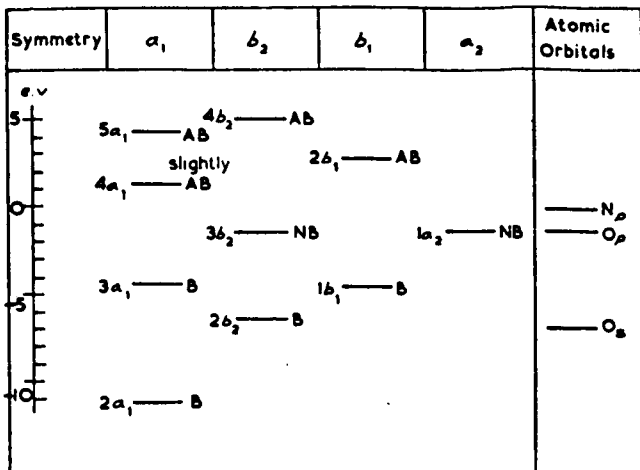 Symmetry a₁ b₂ b₁ a₂ Atomic Orbitals
e.v
5
5a₁ AB
4b₂ AB
slightly
2b₁ AB
4a₁ AB
0
Nₚ
3b₂ NB
1a₂ NB
Oₚ
3a₁ B
1b₁ B
-5
2b₂ B
Oₛ
-10
2a₁ B